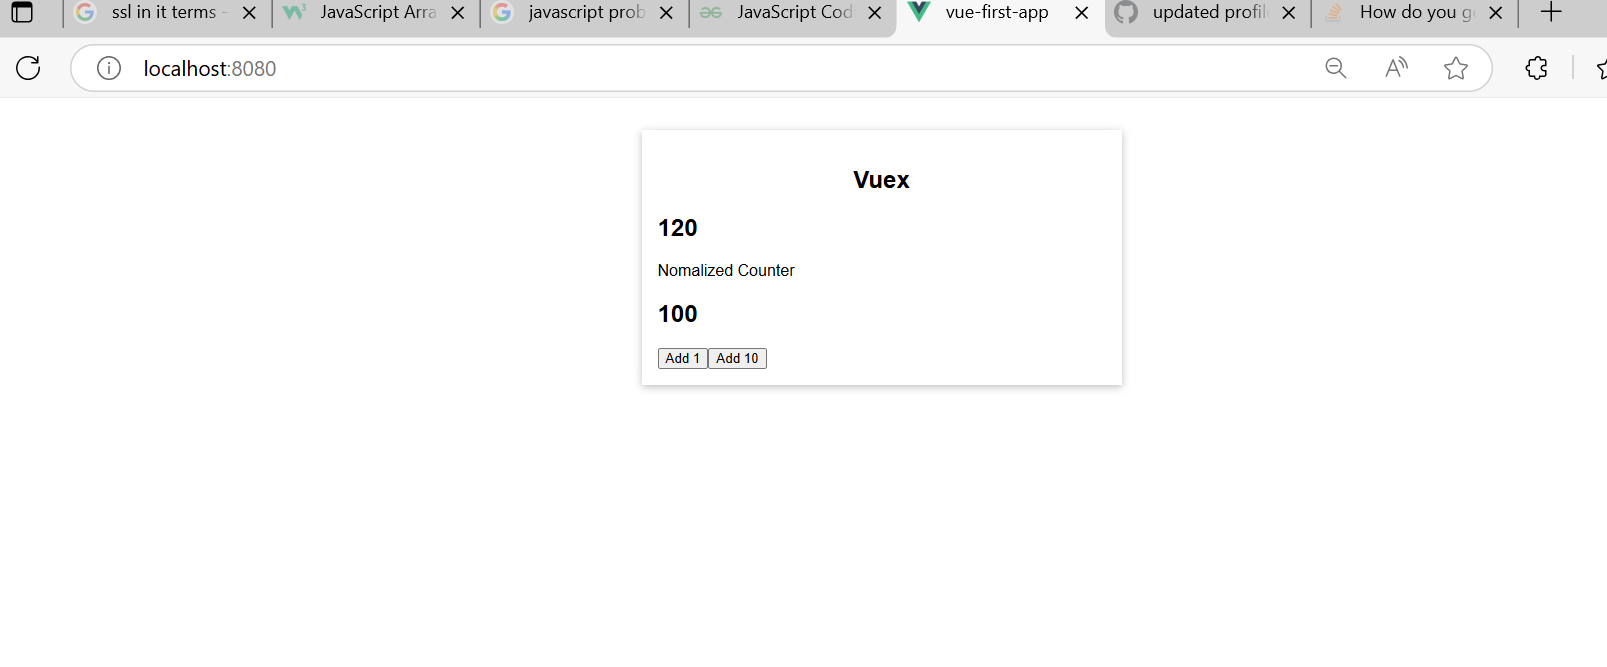 ssl in it terms - JavaScript Arra javascript prob JavaScript Cod vue-first-app updated profil How do you g
localhost:8080
Vuex
120
Nomalized Counter
100
Add 1 Add 10